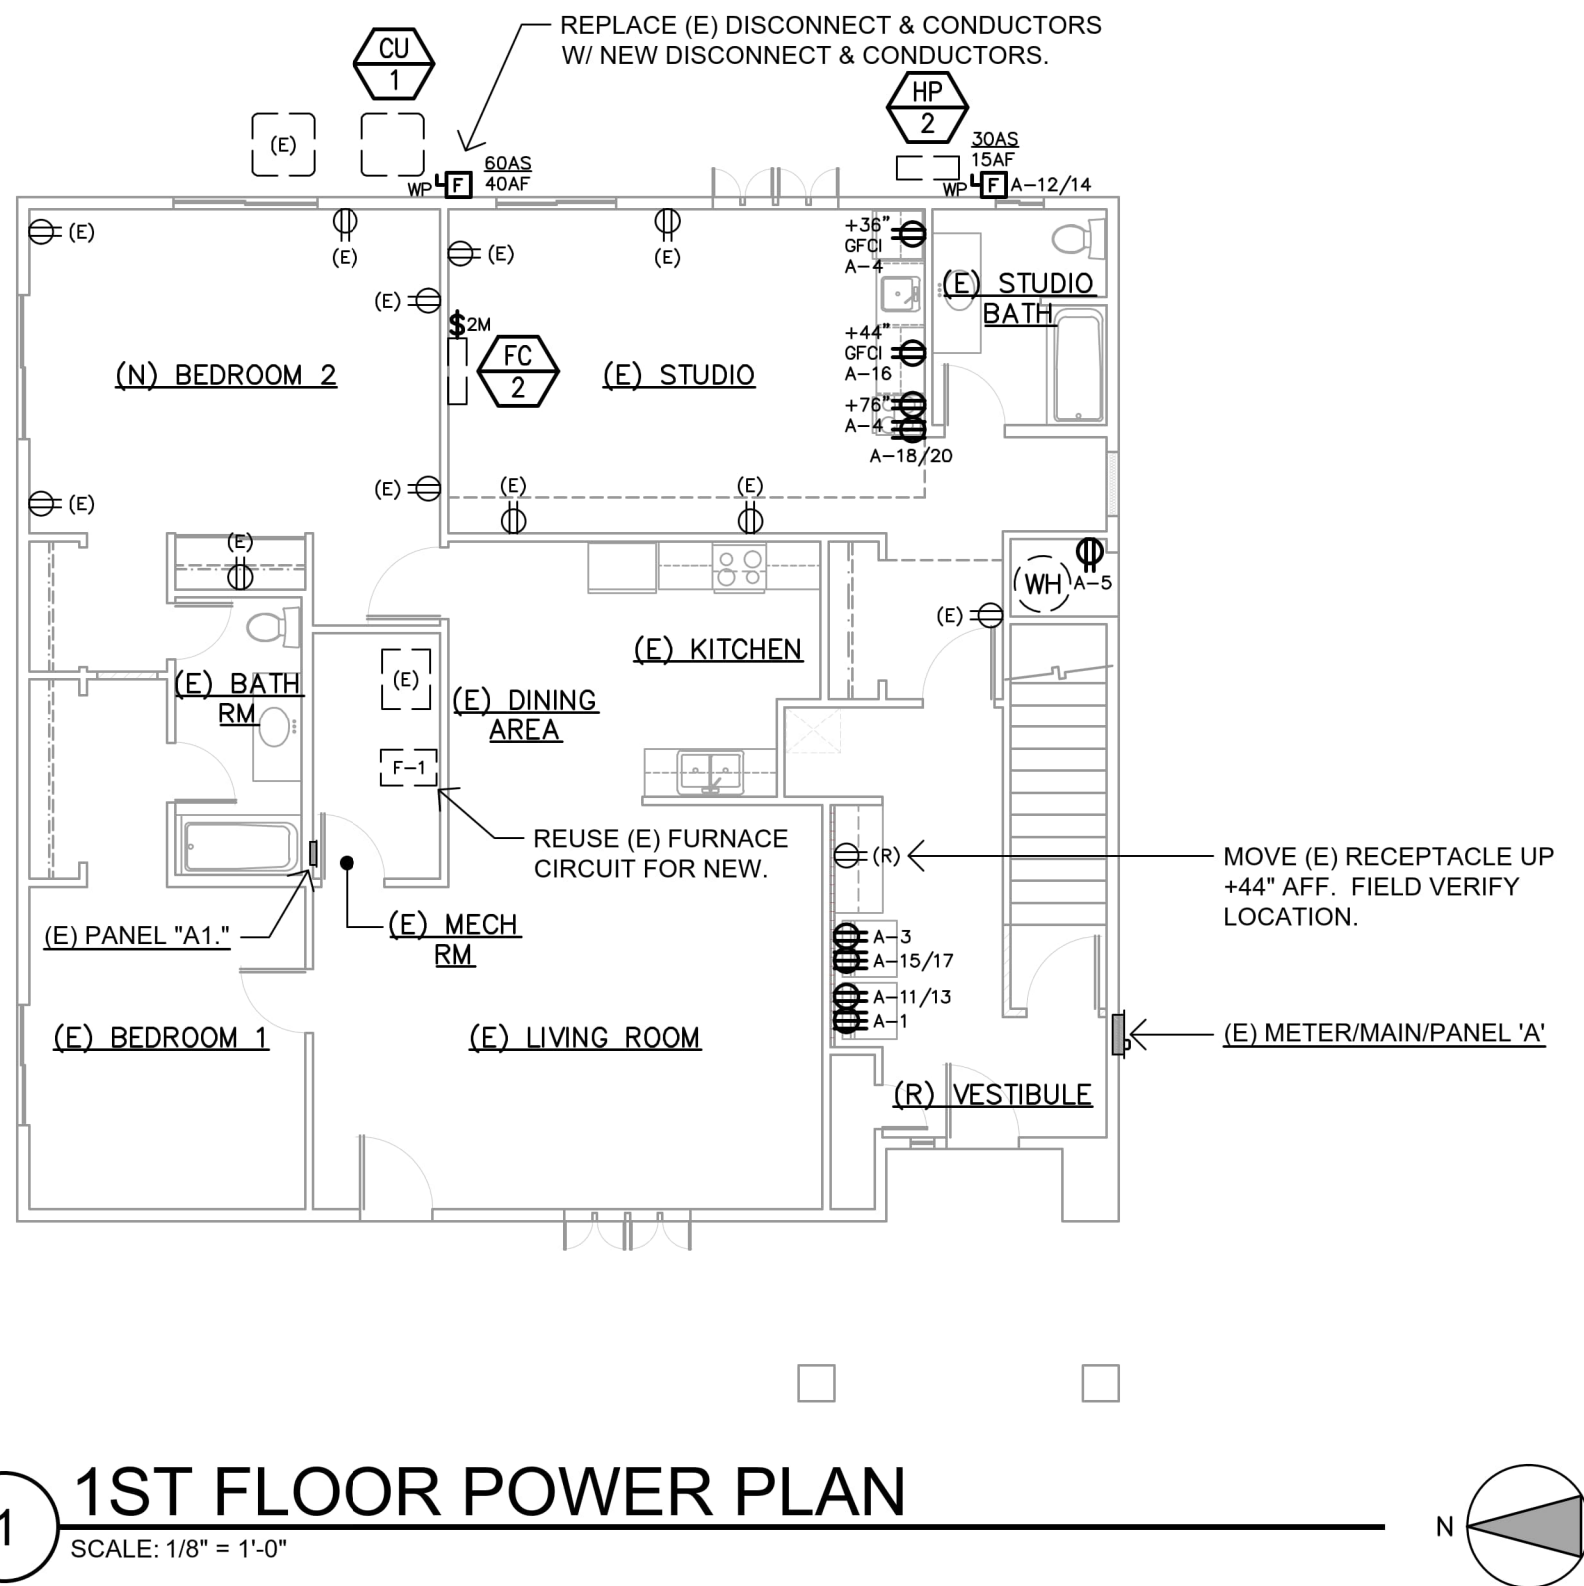 REPLACE (E) DISCONNECT & CONDUCTORS
W/ NEW DISCONNECT & CONDUCTORS.
CU
1
HP
2
(E)
60AS
40AF
WP
F
30AS
15AF
WP
F
A-12/14
(E)
(E)
(E)
(E)
+36"
GFCI
A-4
(E) STUDIO
BATH
(E)
$2M
FC
2
(N) BEDROOM 2
(E) STUDIO
+44"
GFCI
A-16
+76"
A-4
A-18/20
(E)
(E)
(E)
(E)
(E)
WH
A-5
(E)
(E) KITCHEN
(E) BATH
RM
(E)
(E) DINING
AREA
F-1
REUSE (E) FURNACE
CIRCUIT FOR NEW.
(R)
MOVE (E) RECEPTACLE UP
+44" AFF. FIELD VERIFY
LOCATION.
(E) PANEL "A1."
(E) MECH
RM
A-3
A-15/17
A-11/13
A-1
(E) BEDROOM 1
(E) LIVING ROOM
(E) METER/MAIN/PANEL 'A'
(R) VESTIBULE
1
1ST FLOOR POWER PLAN
SCALE: 1/8" = 1'-0"
N